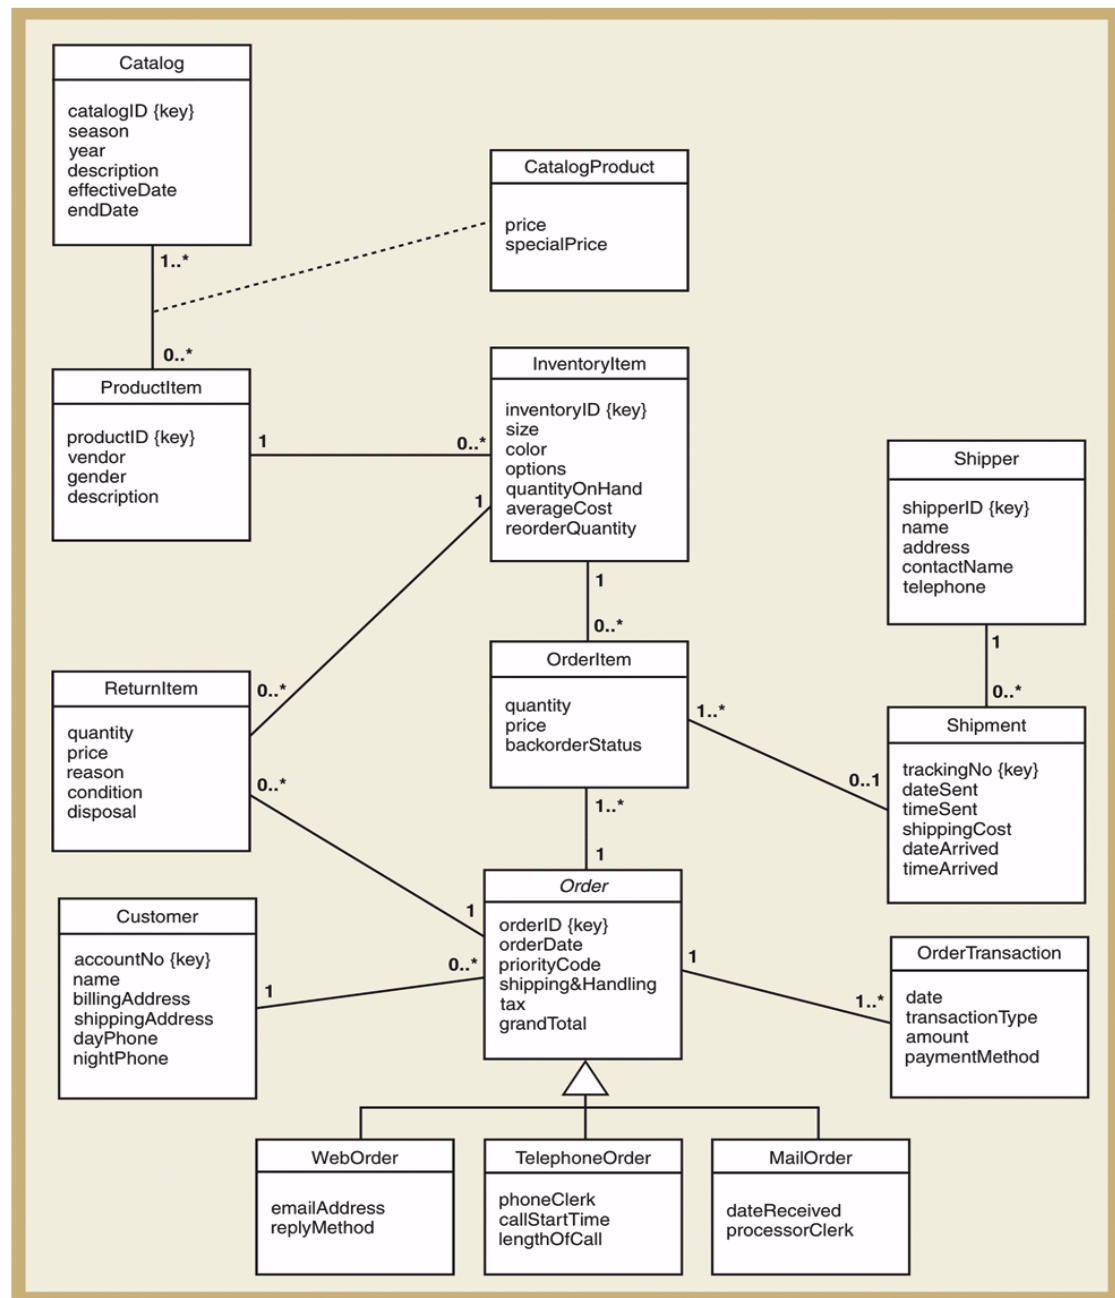 Catalog
catalogID {key}
season
year
description
effectiveDate
endDate
CatalogProduct
price
specialPrice
1..*
0..*
ProductItem
productID {key}
vendor
gender
description
1
0..*
InventoryItem
inventoryID {key}
size
color
options
quantityOnHand
averageCost
reorderQuantity
1
1
0..*
Shipper
shipperID {key}
name
address
contactName
telephone
1
0..*
ReturnItem
quantity
price
reason
condition
disposal
0..*
0..*
OrderItem
quantity
price
backorderStatus
1..*
0..1
1..*
1
Shipment
trackingNo {key}
dateSent
timeSent
shippingCost
dateArrived
timeArrived
Customer
accountNo {key}
name
billingAddress
shippingAddress
dayPhone
nightPhone
1
1
0..*
Order
orderID {key}
orderDate
priorityCode
shipping&Handling
tax
grandTotal
1
1..*
OrderTransaction
date
transactionType
amount
paymentMethod
WebOrder
emailAddress
replyMethod
TelephoneOrder
phoneClerk
callStartTime
lengthOfCall
MailOrder
dateReceived
processorClerk